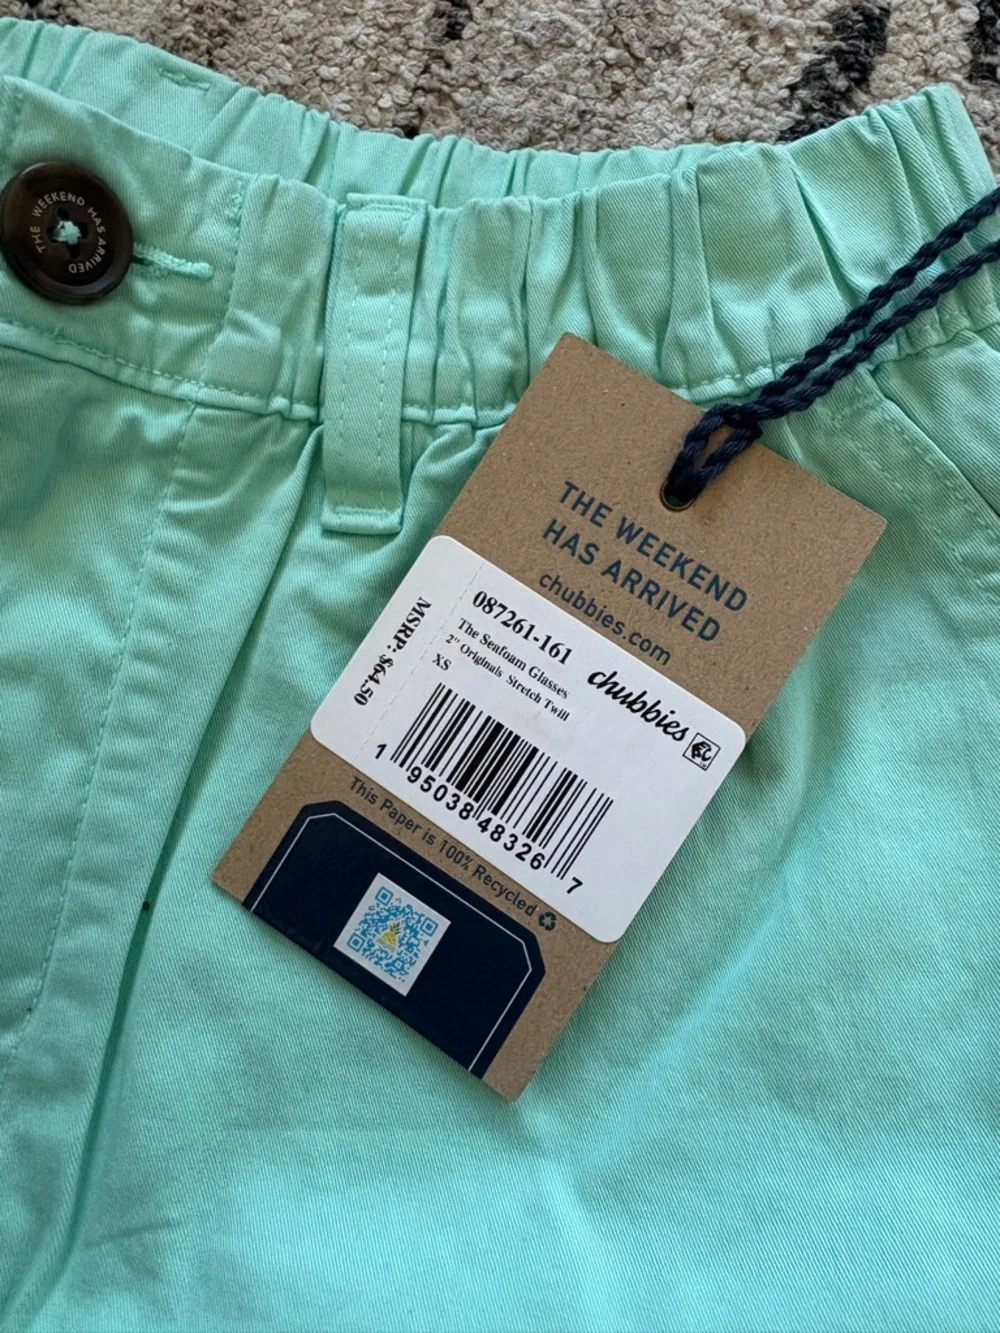 THE WEEKEND HAS ARRIVED
THE WEEKEND
HAS ARRIVED
chubbies.com
087261-161
The Seafoam Glasses
2" Originals Stretch Twill
XS
chubbies
MSRP: $64.50
1 95038 48326 7
This Paper is 100% Recycled